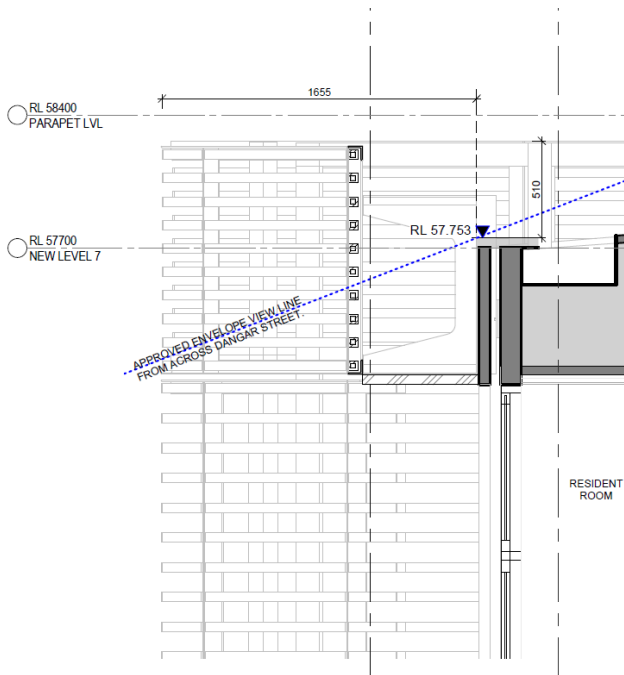 1655
RL 58400
PARAPET LVL
510
RL 57.753
RL 57700
NEW LEVEL 7
APPROVED ENVELOPE VIEW LINE
FROM ACROSS DANGAR STREET.
RESIDENT
ROOM